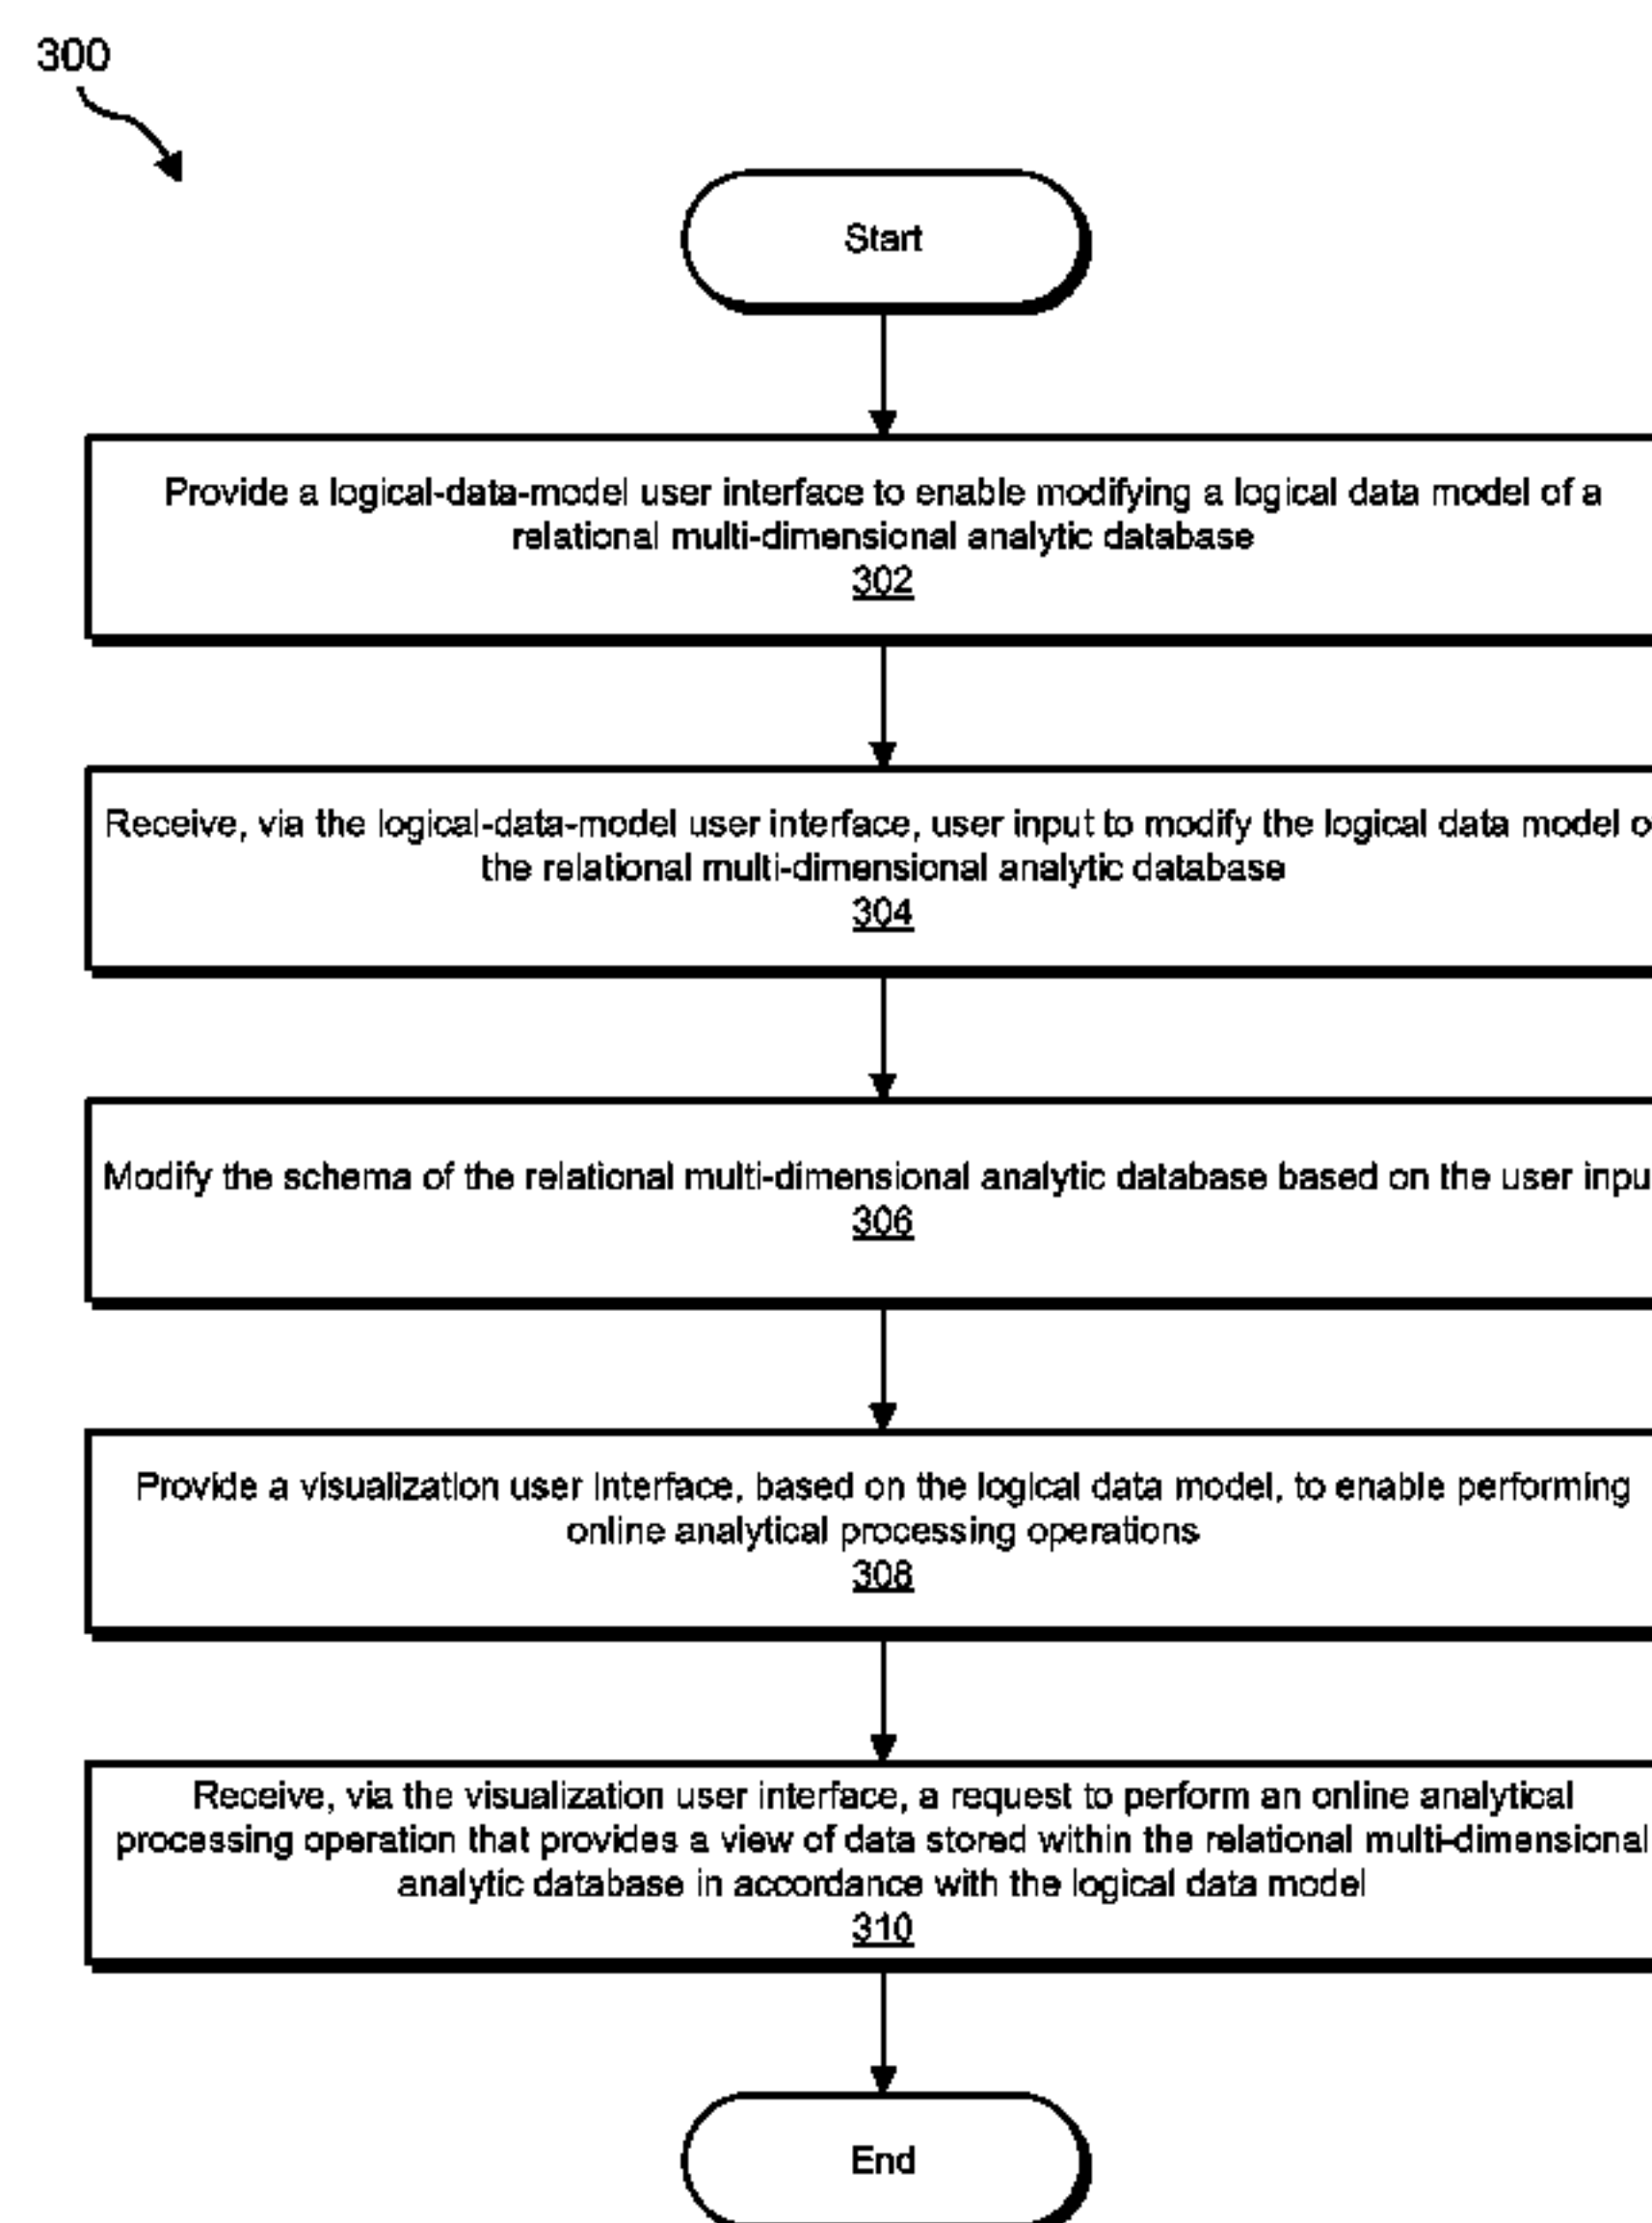 300
Start
Provide a logical-data-model user interface to enable modifying a logical data model of a
relational multi-dimensional analytic database
302
Receive, via the logical-data-model user interface, user input to modify the logical data model o
the relational multi-dimensional analytic database
304
Modify the schema of the relational multi-dimensional analytic database based on the user inpu
306
Provide a visualization user interface, based on the logical data model, to enable performing
online analytical processing operations
308
Receive, via the visualization user interface, a request to perform an online analytical
processing operation that provides a view of data stored within the relational multi-dimensional
analytic database in accordance with the logical data model
310
End